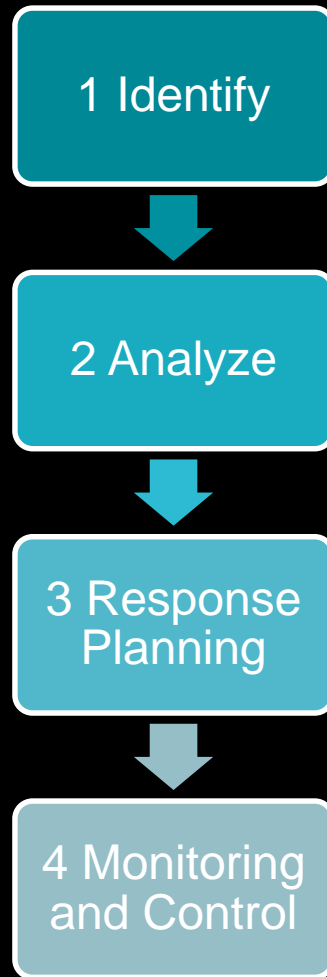 1 Identify
2 Analyze
3 Response
Planning
4 Monitoring
and Control